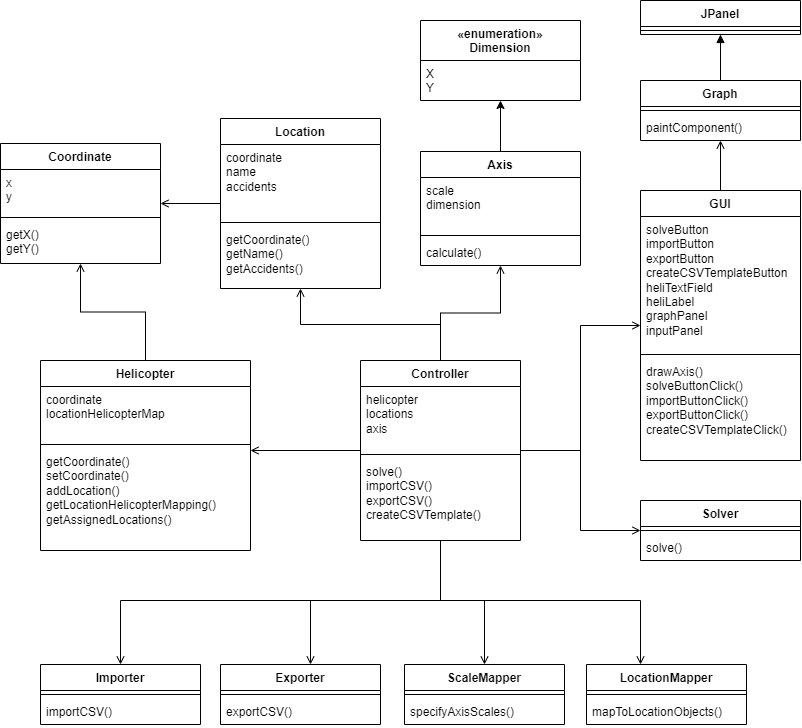 JPanel
«enumeration»
Dimension
X
Y
Graph
paintComponent()
Location
coordinate
name
accidents
getCoordinate()
getName()
getAccidents()
Coordinate
x
y
getX()
getY()
Axis
scale
dimension
calculate()
GUI
solveButton
importButton
exportButton
createCSVTemplateButton
heliTextField
heliLabel
graphPanel
inputPanel
drawAxis()
solveButtonClick()
importButtonClick()
exportButtonClick()
createCSVTemplateClick()
Helicopter
coordinate
locationHelicopterMap
getCoordinate()
setCoordinate()
addLocation()
getLocationHelicopterMapping()
getAssignedLocations()
Controller
helicopter
locations
axis
solve()
importCSV()
exportCSV()
createCSVTemplate()
Solver
solve()
Importer
importCSV()
Exporter
exportCSV()
ScaleMapper
specifyAxisScales()
LocationMapper
mapToLocationObjects()